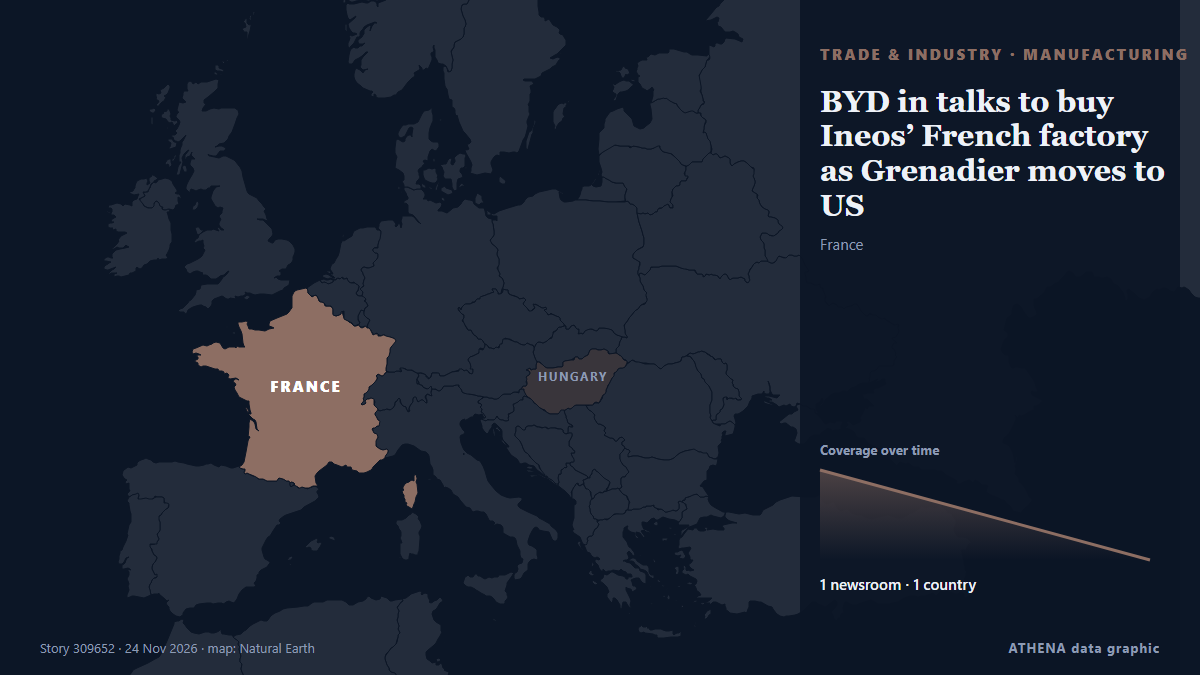 TRADE & INDUSTRY · MANUFACTURING
BYD in talks to buy
Ineos’ French factory
as Grenadier moves to
US
France
FRANCE
HUNGARY
Coverage over time
1 newsroom · 1 country
Story 309652 · 24 Nov 2026 · map: Natural Earth
ATHENA data graphic